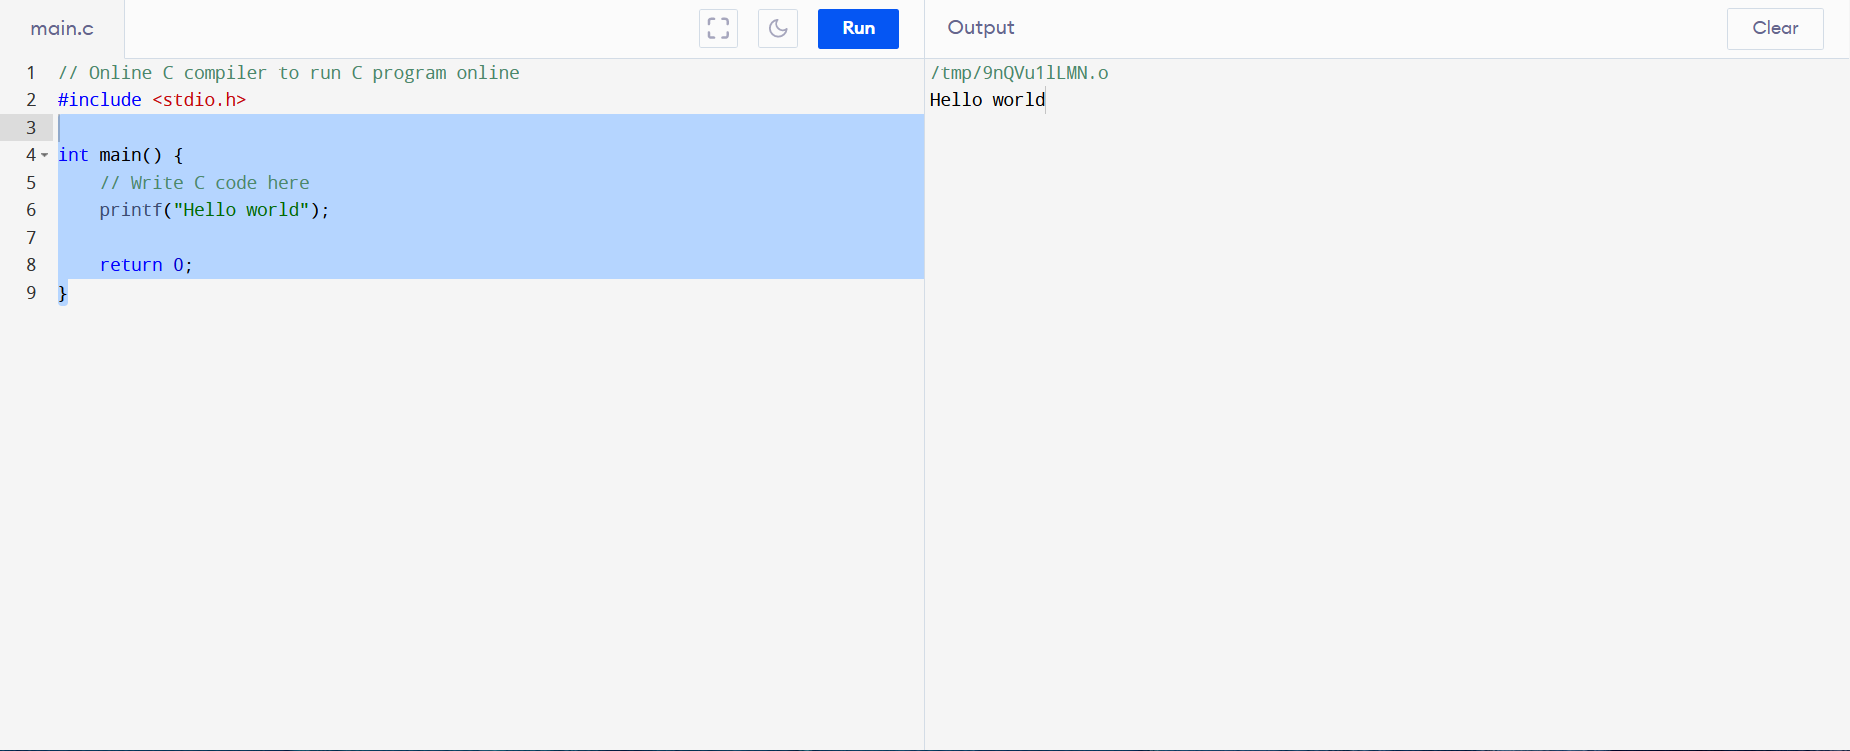 main.c
Run
Output
Clear
1 // Online C compiler to run C program online
2 #include <stdio.h>
3
4 int main() {
5     // Write C code here
6     printf("Hello world");
7
8     return 0;
9 }
/tmp/9nQVu1lLMN.o
Hello world